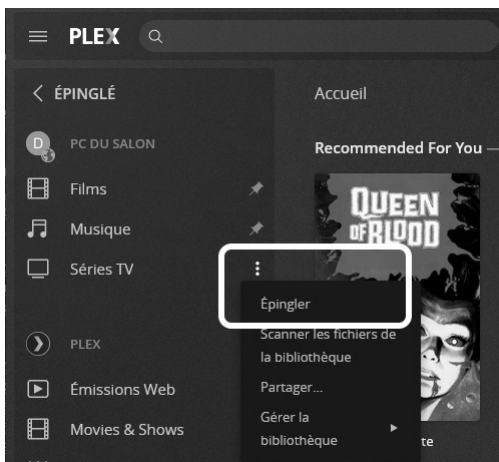 PLEX
ÉPINGLÉ
Accueil
D
PC DU SALON
Recommended For You
Films
Musique
Séries TV
QUEEN
OF BLOOD
Épingler
Scanner les fichiers de
la bibliothèque
Partager...
Gérer la
bibliothèque
PLEX
Émissions Web
Movies & Shows
te